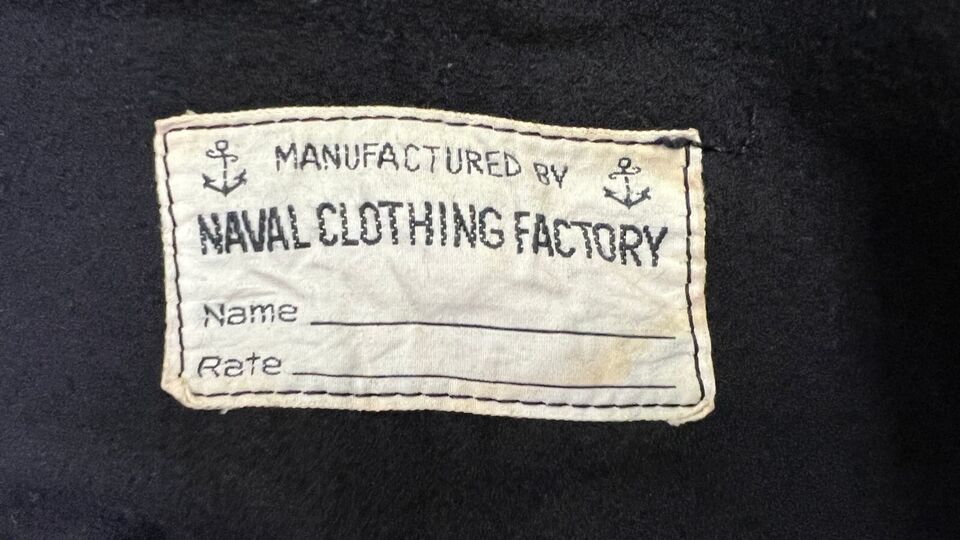 MANUFACTURED BY
NAVAL CLOTHING FACTORY
Name
Rate